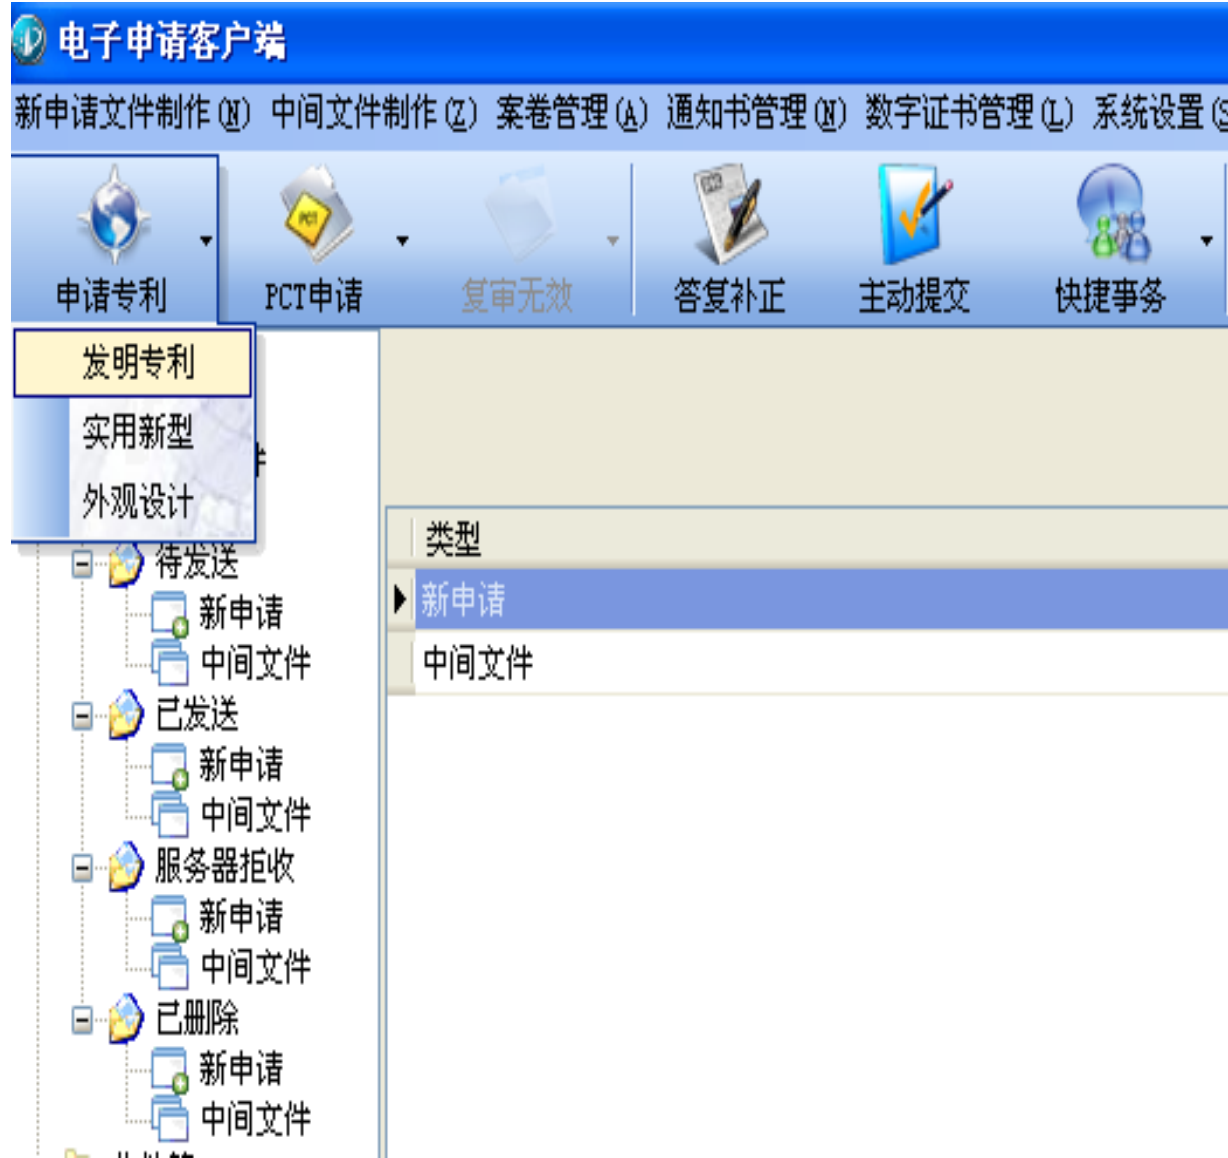 电子申请客户端
新申请文件制作(N) 中间文件制作(Z) 案卷管理(A) 通知书管理(N) 数字证书管理(L) 系统设置(S
申请专利 PCT申请 复审无效 答复补正 主动提交 快捷事务
PCT
发明专利
实用新型
外观设计
类型
新申请
中间文件
待发送
新申请
中间文件
已发送
新申请
中间文件
服务器拒收
新申请
中间文件
已删除
新申请
中间文件